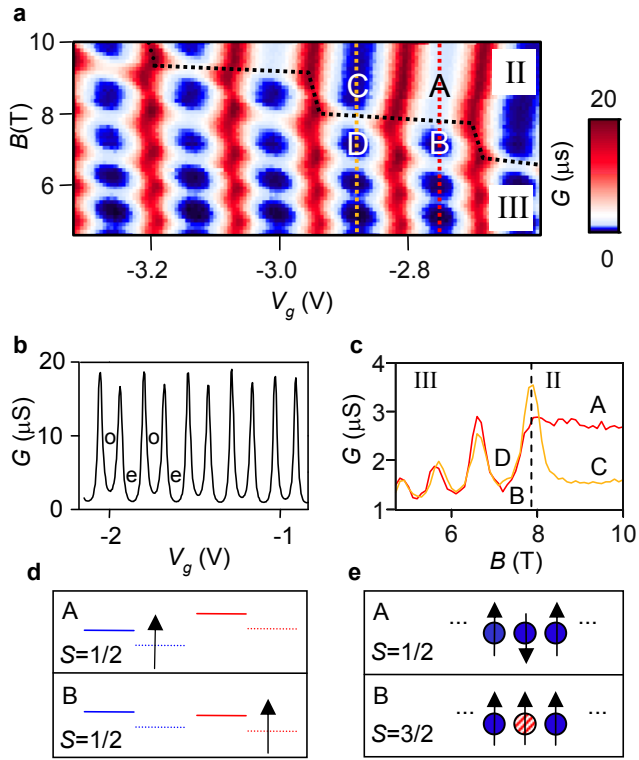 a
10
8
6
B(T)
C
A
D
B
II
III
-3.2
-3.0
-2.8
V_g (V)
20
G (µS)
0
b
20
10
0
G (µS)
o
o
e
e
-2
-1
V_g (V)
c
4
3
2
1
G (µS)
III
II
A
D
B
C
6
8
10
B (T)
d
A
S=1/2
B
S=1/2
e
A
... ...
S=1/2
B
... ...
S=3/2